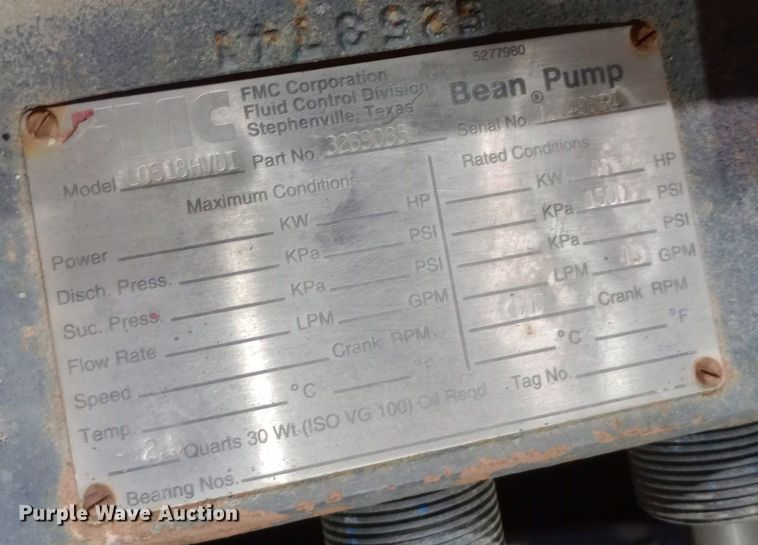 5277980
FMC
FMC Corporation
Fluid Control Division
Stephenville, Texas
Bean® Pump
Model L0918HVDI Part No. 3269085 Serial No.
Maximum Conditions
Rated Conditions
Power KW HP KW HP
Disch. Press. KPa PSI KPa 1500 PSI
Suc. Press. KPa PSI KPa PSI
Flow Rate LPM GPM LPM GPM
Speed Crank RPM Crank RPM
Temp °C °F °C °F
Quarts 30 Wt.(ISO VG 100) Oil Reqd. Tag No.
Bearing Nos.
Purple Wave Auction